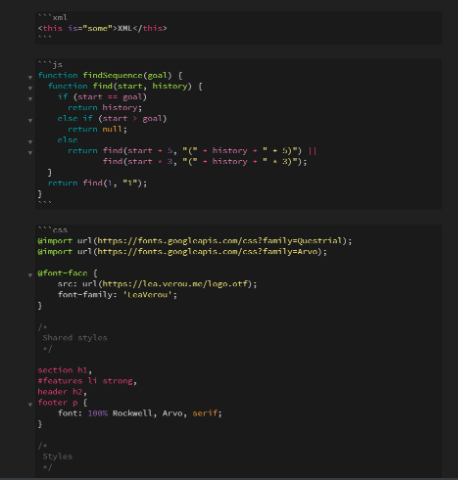 ```xml
<this is="some">XML</this>
```
```js
function findSequence(goal) {
function find(start, history) {
if (start == goal)
return history;
else if (start > goal)
return null;
else
return find(start + 5, "(" + history + " + 5)") ||
find(start * 3, "(" + history + " * 3)");
}
return find(1, "1");
}
```
```css
@import url(https://fonts.googleapis.com/css?family=Questrial);
@import url(https://fonts.googleapis.com/css?family=Arvo);
@font-face {
src: url(https://lea.verou.me/logo.otf);
font-family: 'LeaVerou';
}
/*
Shared styles
*/
section h1,
#features li strong,
header h2,
footer p {
font: 100% Rockwell, Arvo, serif;
}
/*
Styles
*/